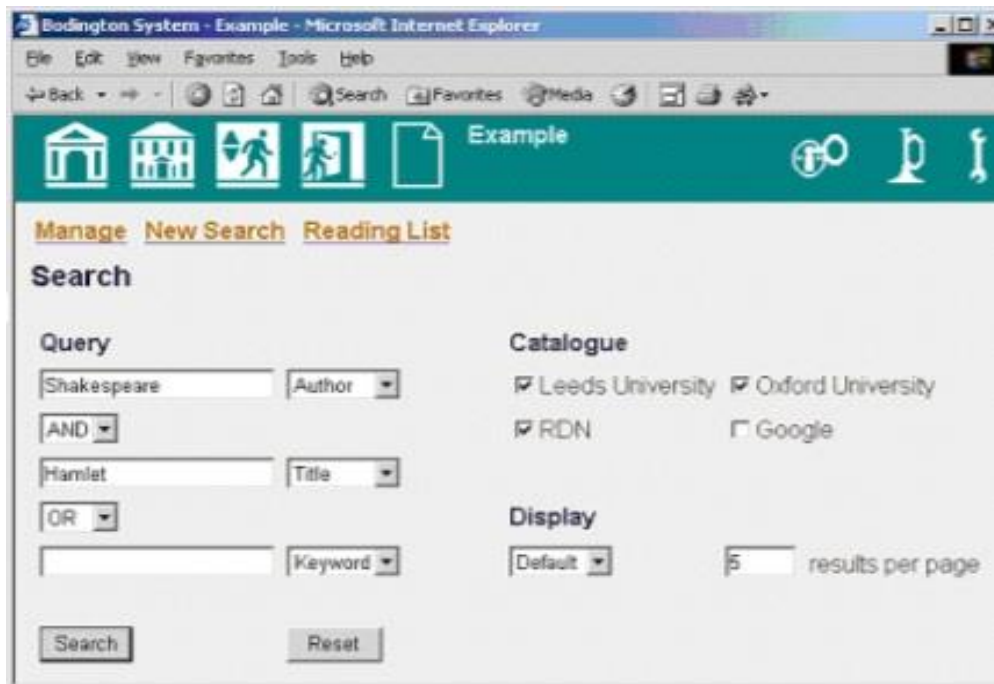 Bodington System - Example - Microsoft Internet Explorer
File Edit View Favorites Tools Help
Back Search Favorites Media
Example
Manage New Search Reading List
Search
Query Catalogue
Shakespeare Author Leeds University Oxford University
AND RDN Google
Hamlet Title
OR Display
Keyword Default 5 results per page
Search Reset